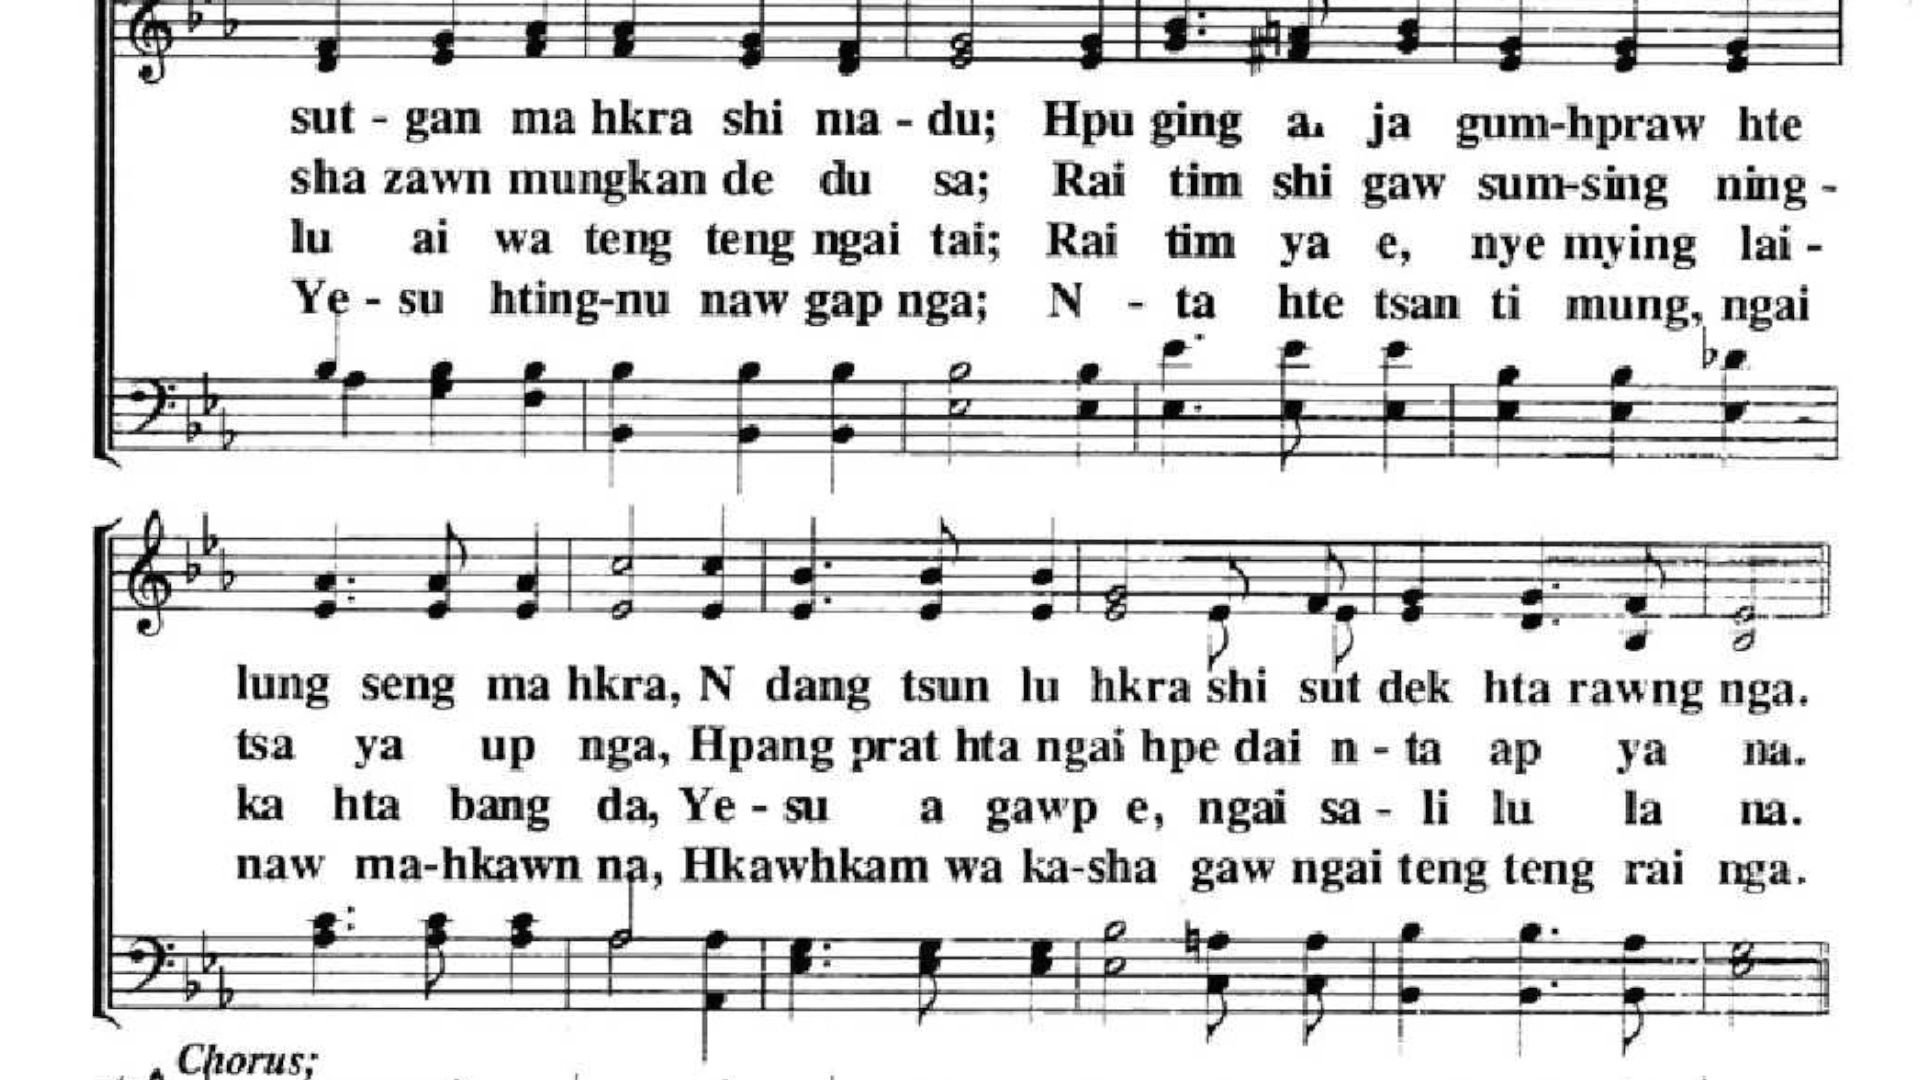 sut - gan ma hkra shi ma - du; Hpu ging a ja gum-hpraw hte
sha zawn mungkan de du sa; Rai tim shi gaw sum-sing ning -
lu ai wa teng teng ngai tai; Rai tim ya e, nye mying lai -
Ye - su hting-nu naw gap nga; N - ta hte tsan ti mung, ngai
lung seng ma hkra, N dang tsun lu hkra shi sut dek hta rawng nga.
tsa ya up nga, Hpang prat hta ngai hpe dai n - ta ap ya na.
ka hta bang da, Ye - su a gawp e, ngai sa - li lu la na.
naw ma-hkawn na, Hkawhkam wa ka-sha gaw ngai teng teng rai nga.
Chorus;